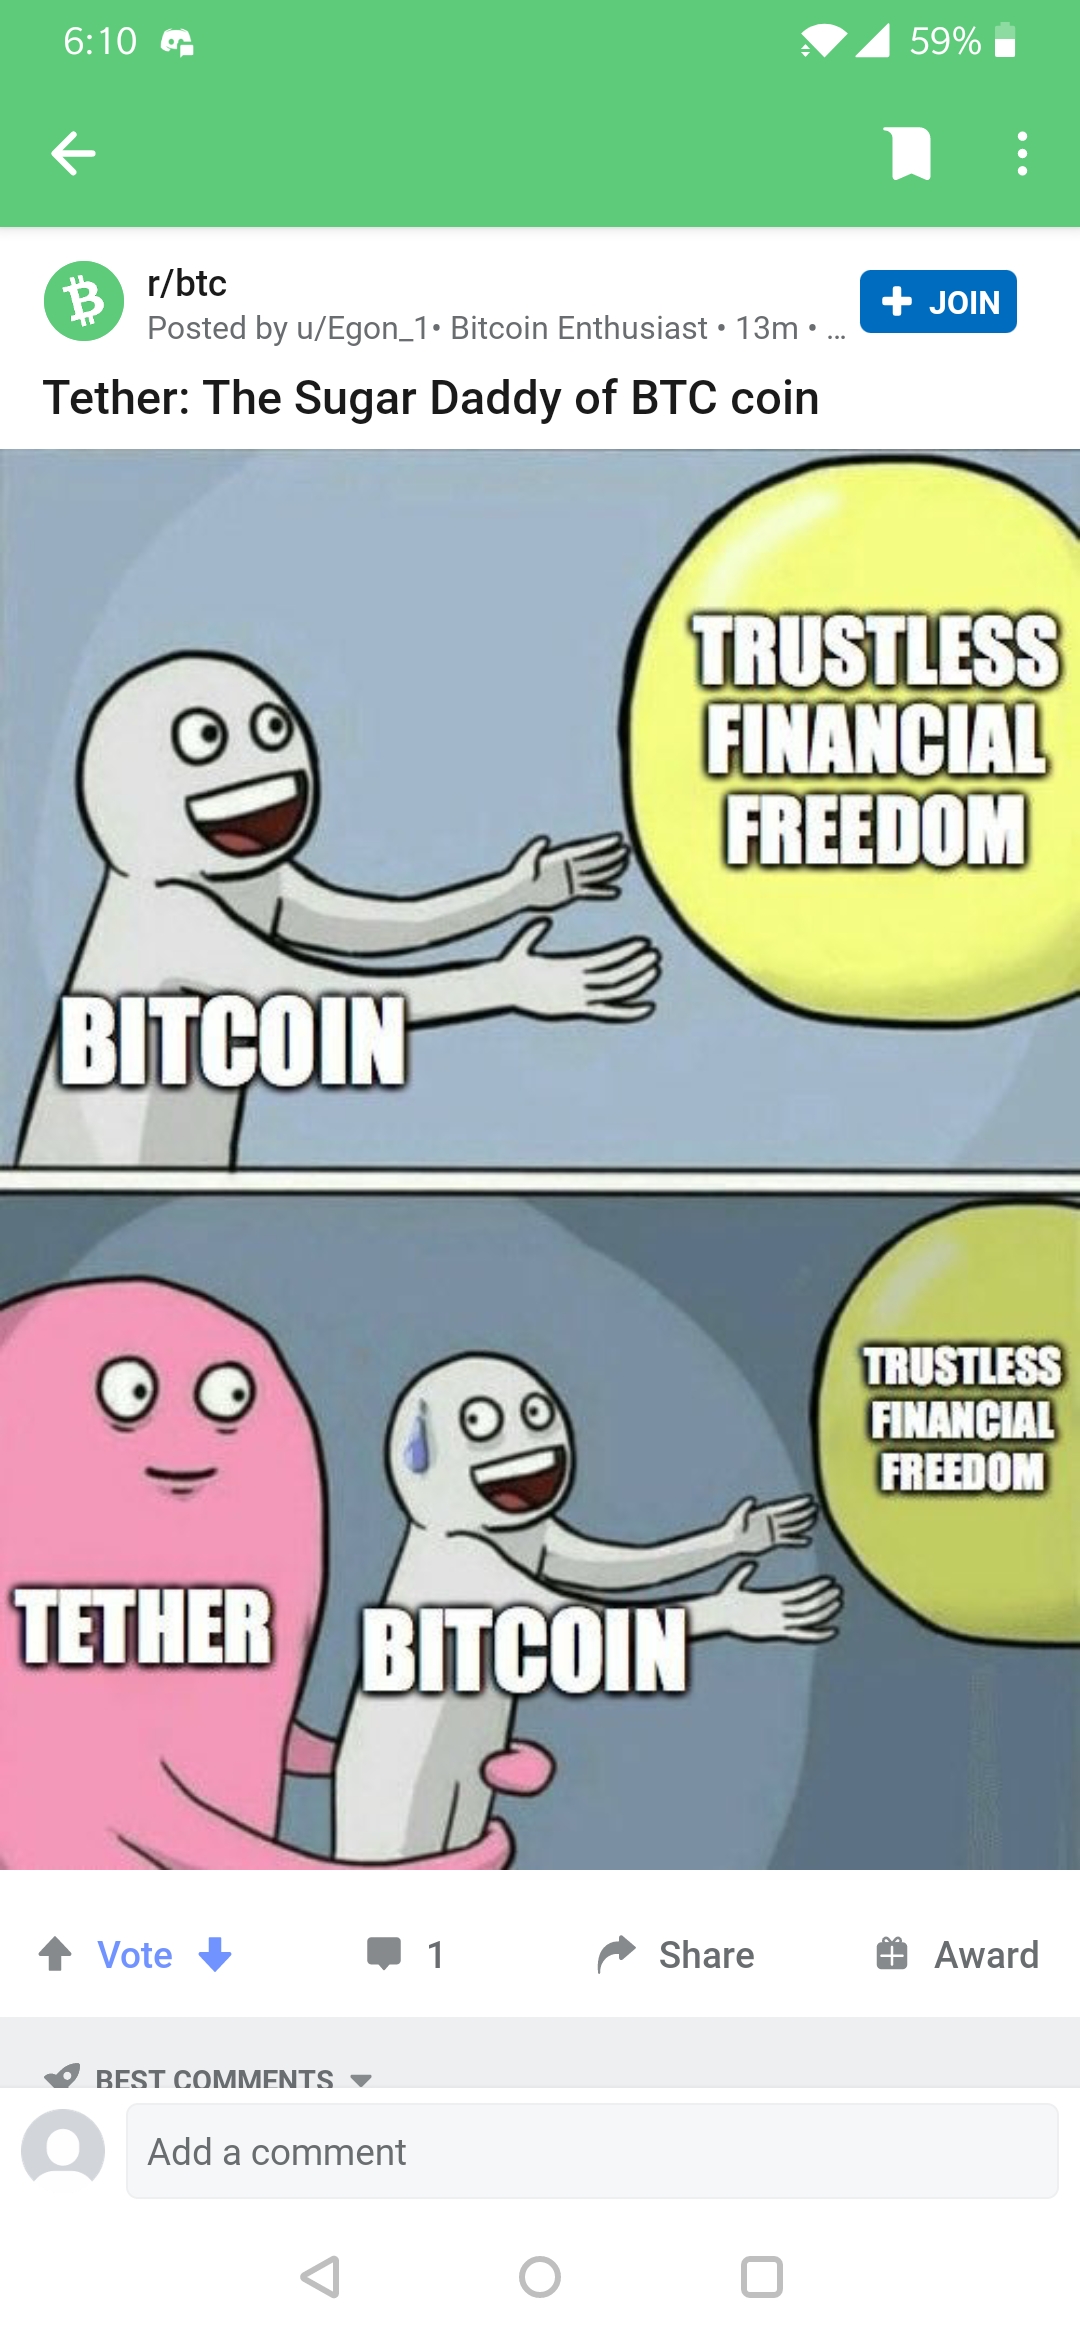 6:10 59%
r/btc
Posted by u/Egon_1• Bitcoin Enthusiast • 13m • ...
JOIN
Tether: The Sugar Daddy of BTC coin
TRUSTLESS
FINANCIAL
FREEDOM
BITCOIN
TRUSTLESS
FINANCIAL
FREEDOM
TETHER
BITCOIN
Vote 1 Share Award
BEST COMMENTS
Add a comment